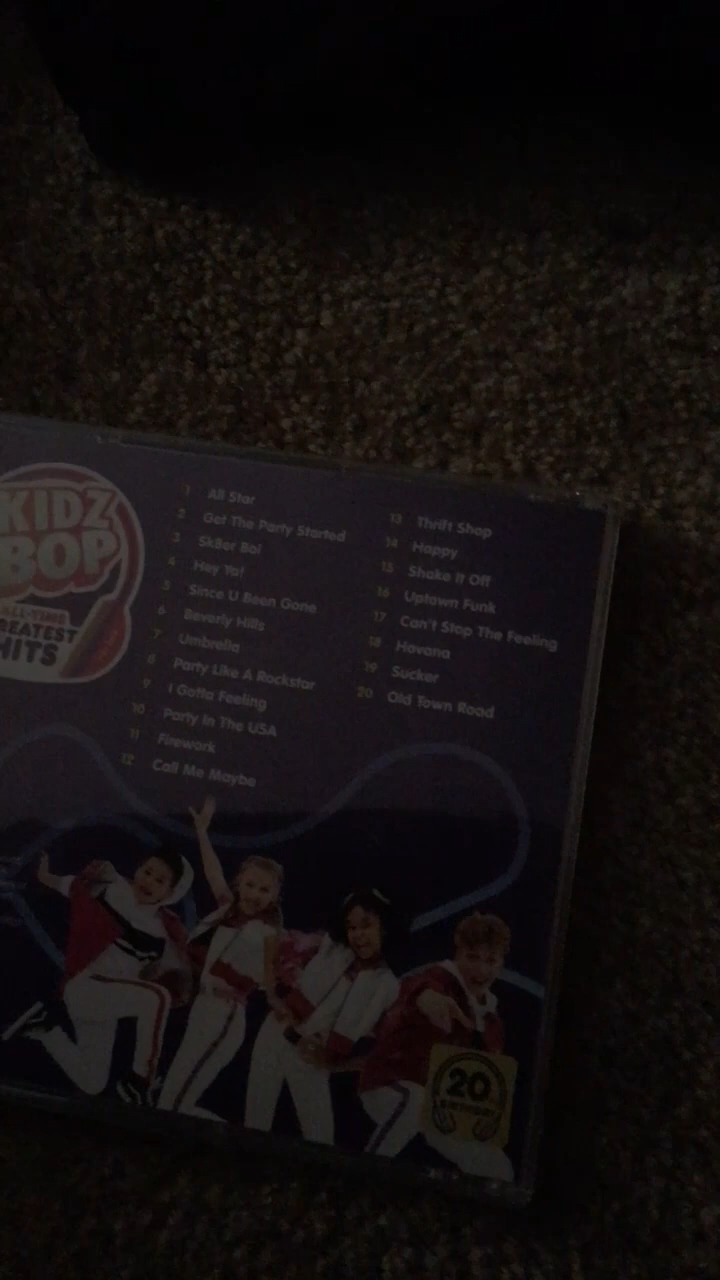 KIDZ
BOP
ALL-TIME
GREATEST
HITS
1 All Star
2 Get The Party Started
3 Sk8er Boi
4 Hey Ya!
5 Since U Been Gone
6 Beverly Hills
7 Umbrella
8 Party Like A Rockstar
9 I Gotta Feeling
10 Party In The USA
11 Firework
12 Call Me Maybe
13 Thrift Shop
14 Happy
15 Shake It Off
16 Uptown Funk
17 Can't Stop The Feeling
18 Havana
19 Sucker
20 Old Town Road
20
BIRTHDAY